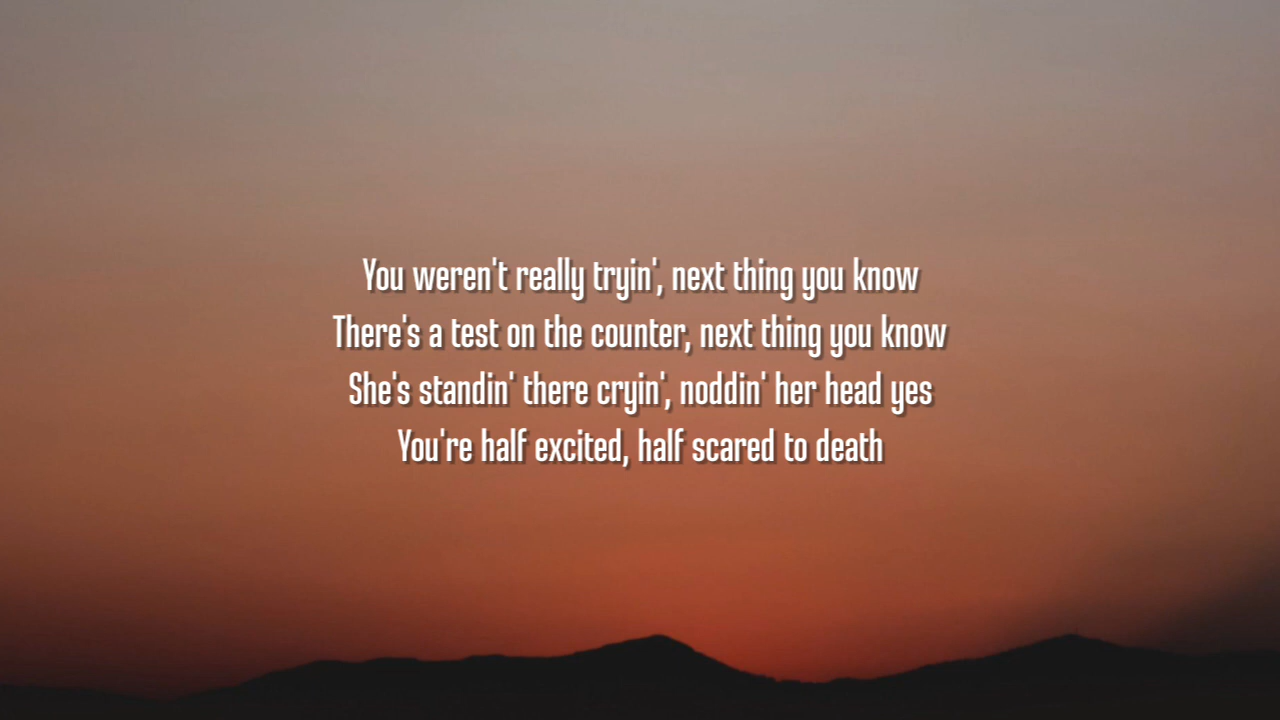 You weren't really tryin', next thing you know
There's a test on the counter, next thing you know
She's standin' there cryin', noddin' her head yes
You're half excited, half scared to death